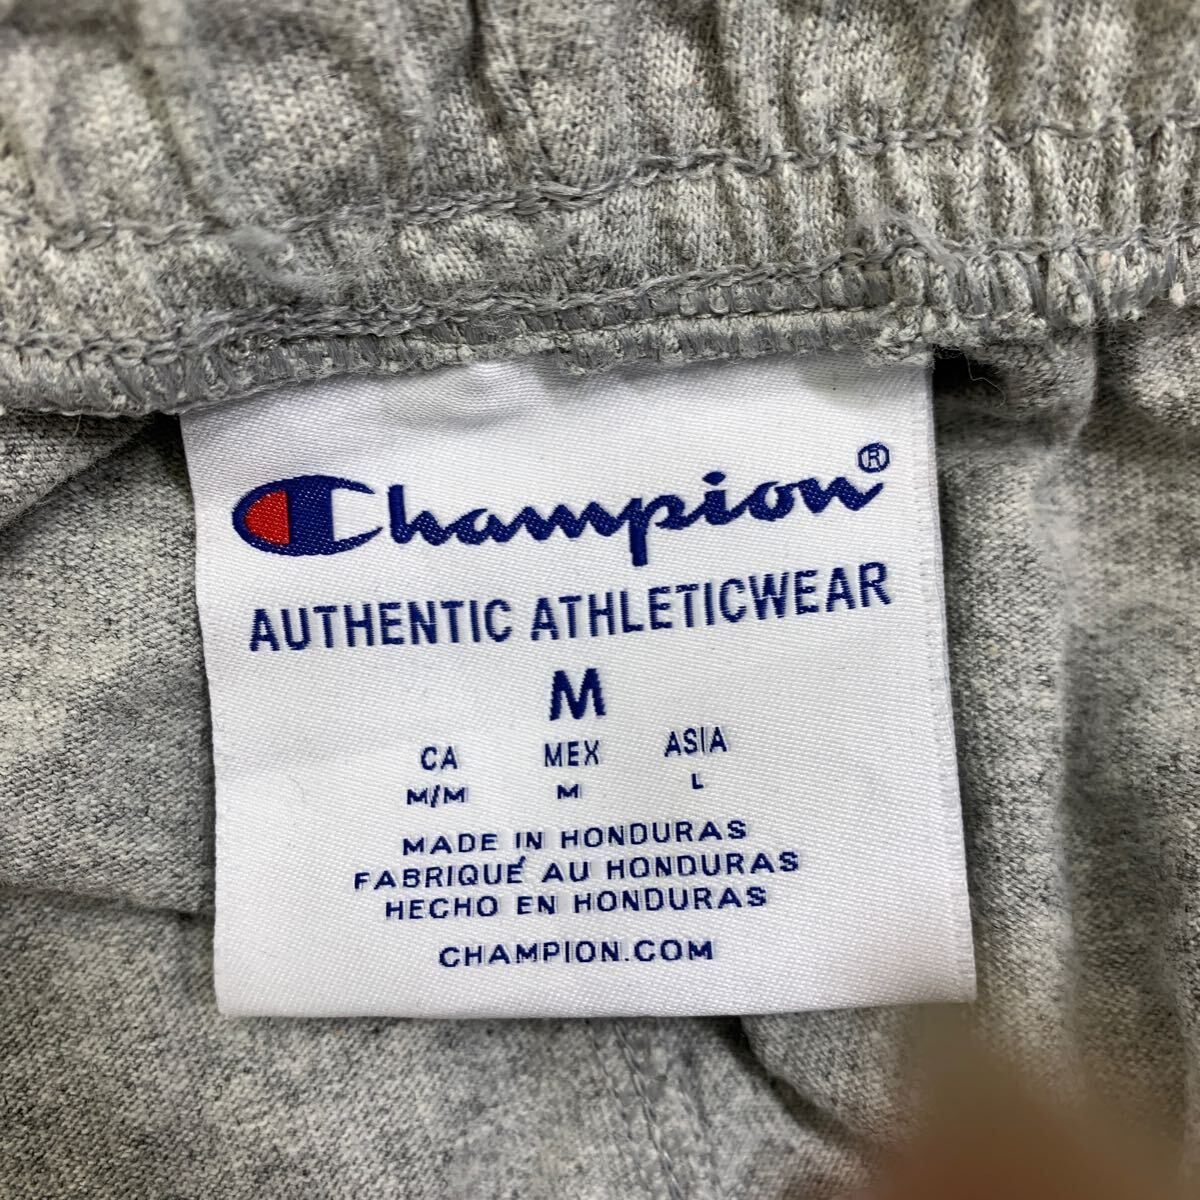 Champion®
AUTHENTIC ATHLETICWEAR
M
CA MEX ASIA
M/M M L
MADE IN HONDURAS
FABRIQUÉ AU HONDURAS
HECHO EN HONDURAS
CHAMPION.COM